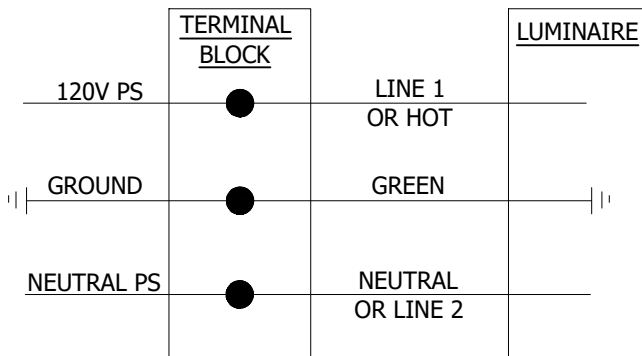 TERMINAL
BLOCK
LUMINAIRE
120V PS
LINE 1
OR HOT
GROUND
GREEN
NEUTRAL PS
NEUTRAL
OR LINE 2